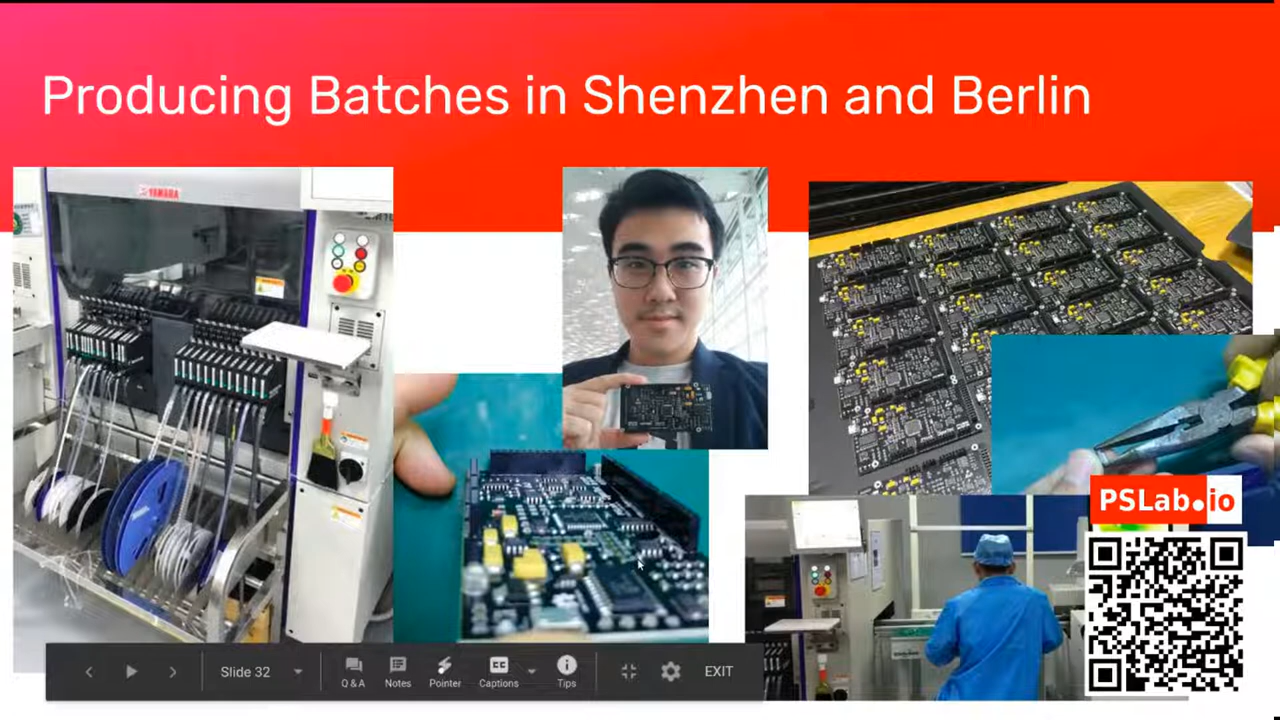 Producing Batches in Shenzhen and Berlin
YAMAHA
PSLab.io
Slide 32
Q & A
Notes
Pointer
Captions
Tips
EXIT